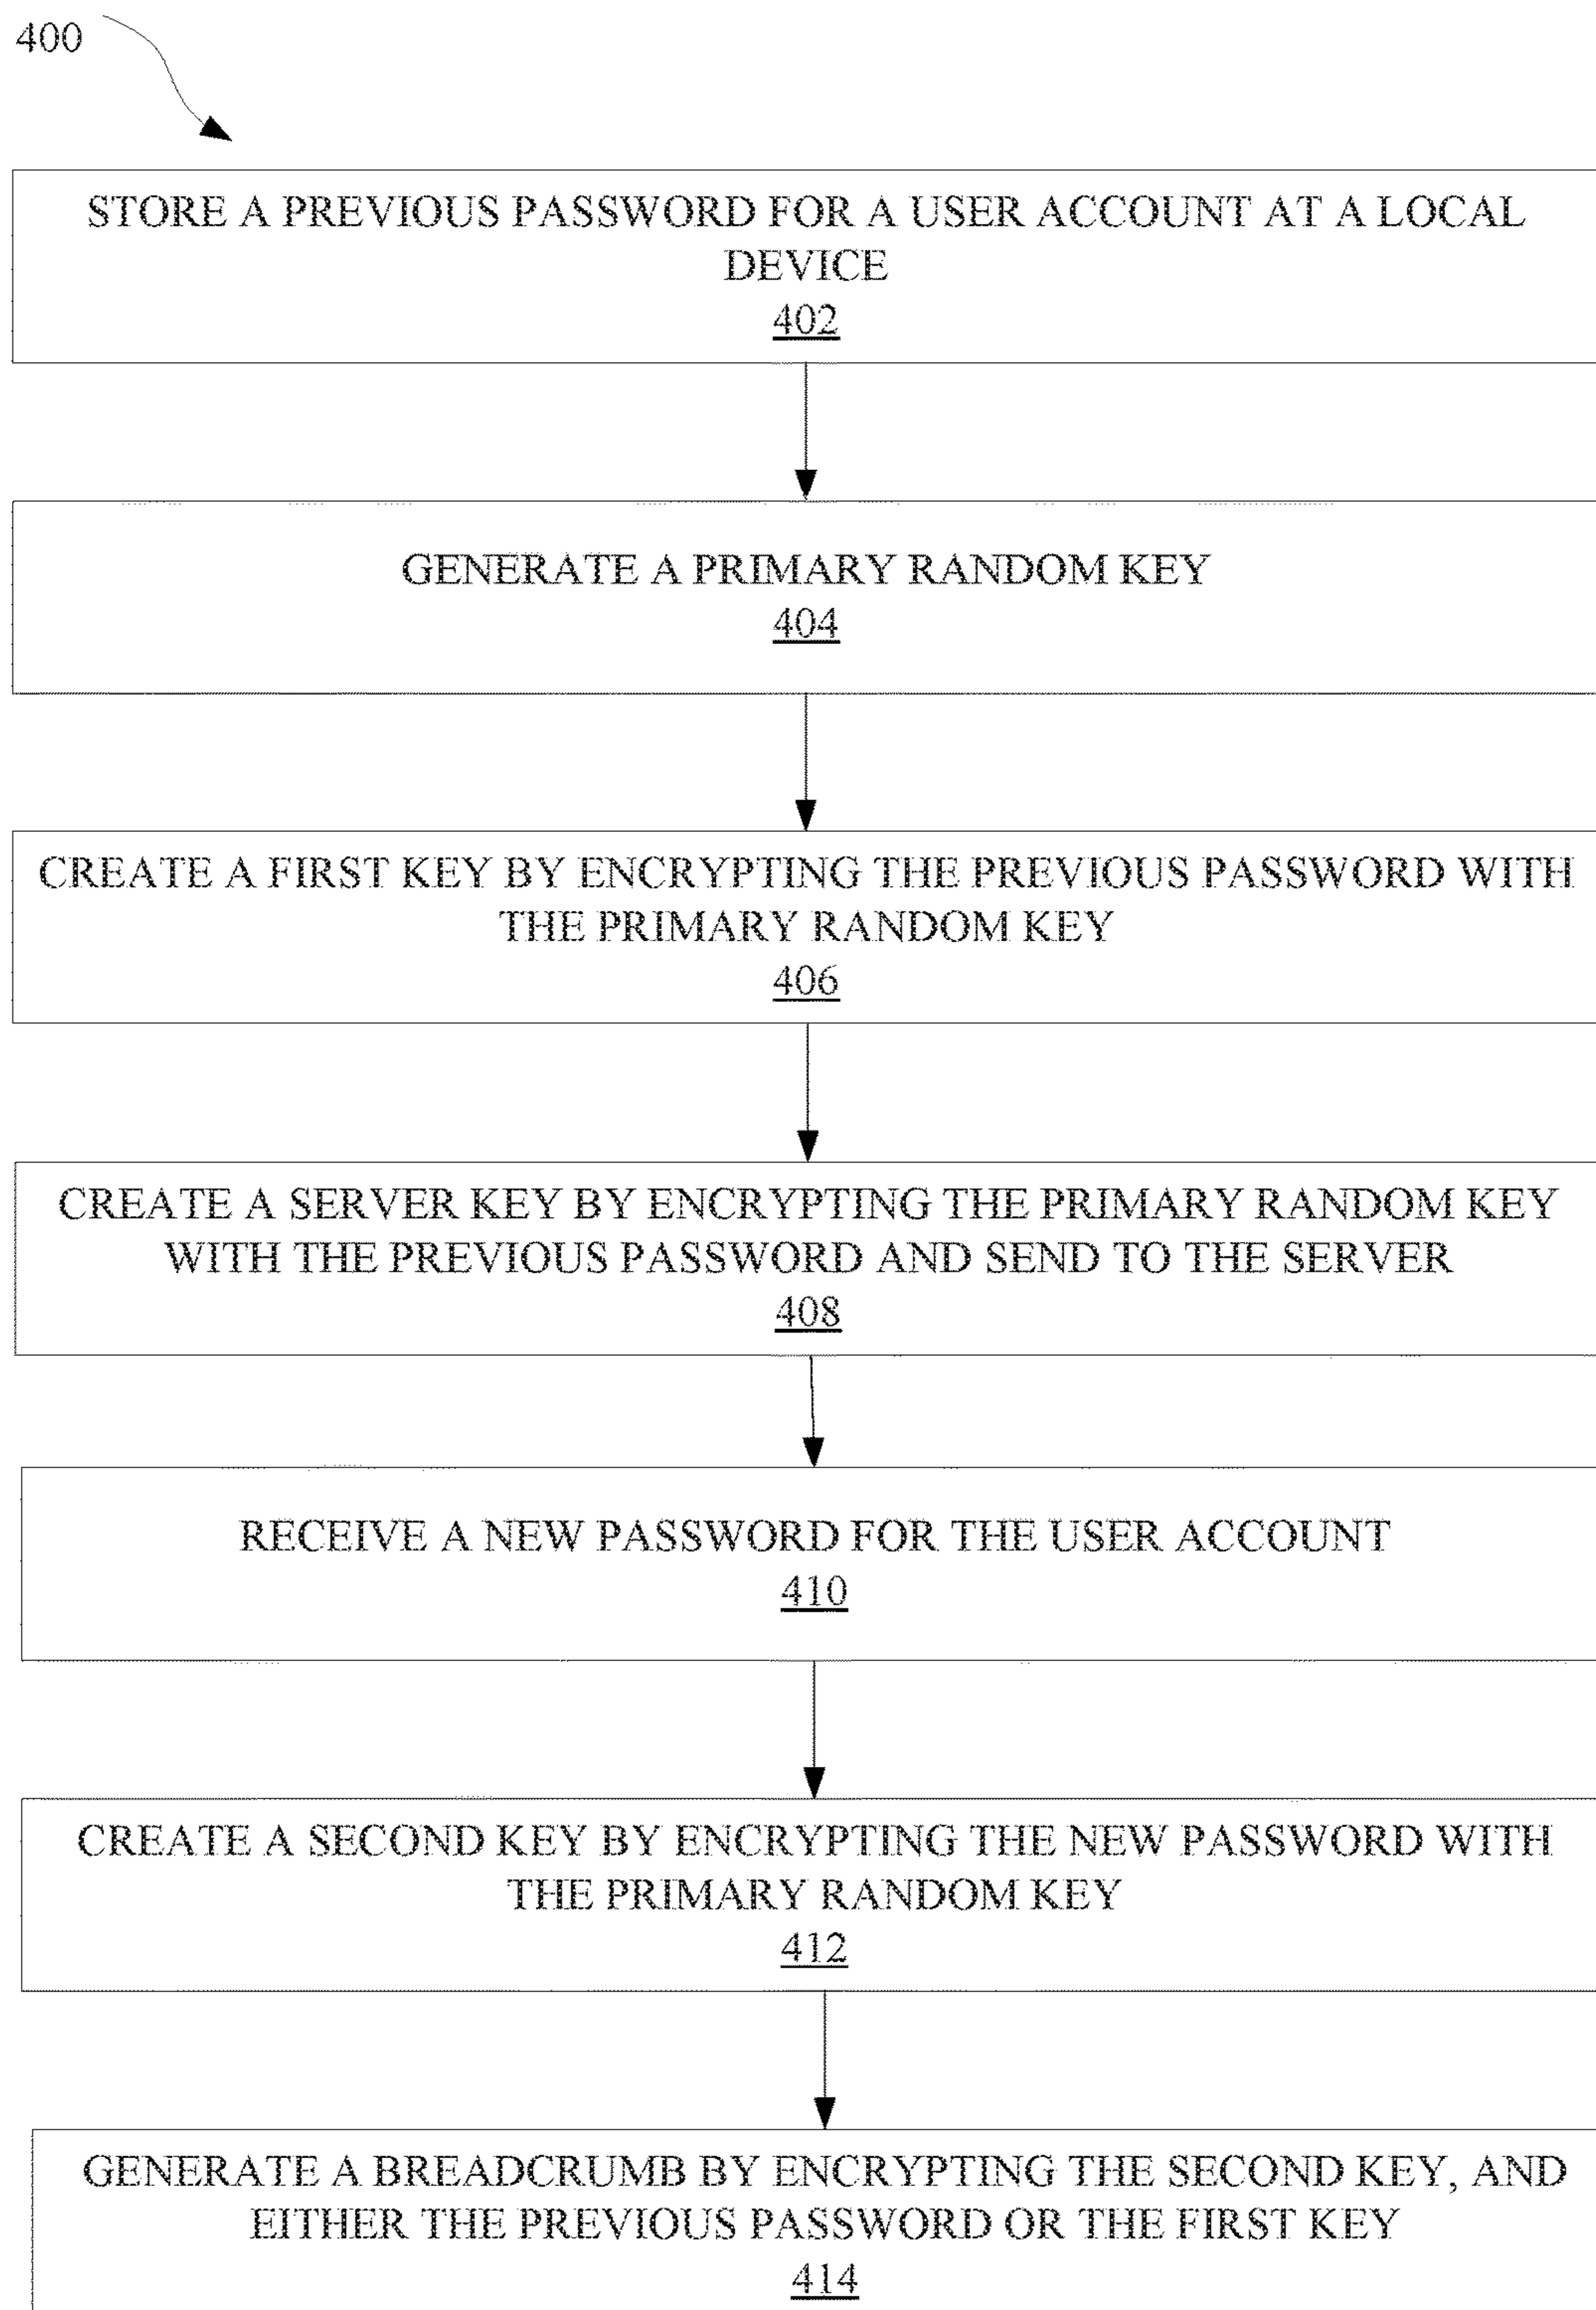 400
STORE A PREVIOUS PASSWORD FOR A USER ACCOUNT AT A LOCAL
DEVICE
402
GENERATE A PRIMARY RANDOM KEY
404
CREATE A FIRST KEY BY ENCRYPTING THE PREVIOUS PASSWORD WITH
THE PRIMARY RANDOM KEY
406
CREATE A SERVER KEY BY ENCRYPTING THE PRIMARY RANDOM KEY
WITH THE PREVIOUS PASSWORD AND SEND TO THE SERVER
408
RECEIVE A NEW PASSWORD FOR THE USER ACCOUNT
410
CREATE A SECOND KEY BY ENCRYPTING THE NEW PASSWORD WITH
THE PRIMARY RANDOM KEY
412
GENERATE A BREADCRUMB BY ENCRYPTING THE SECOND KEY, AND
EITHER THE PREVIOUS PASSWORD OR THE FIRST KEY
414